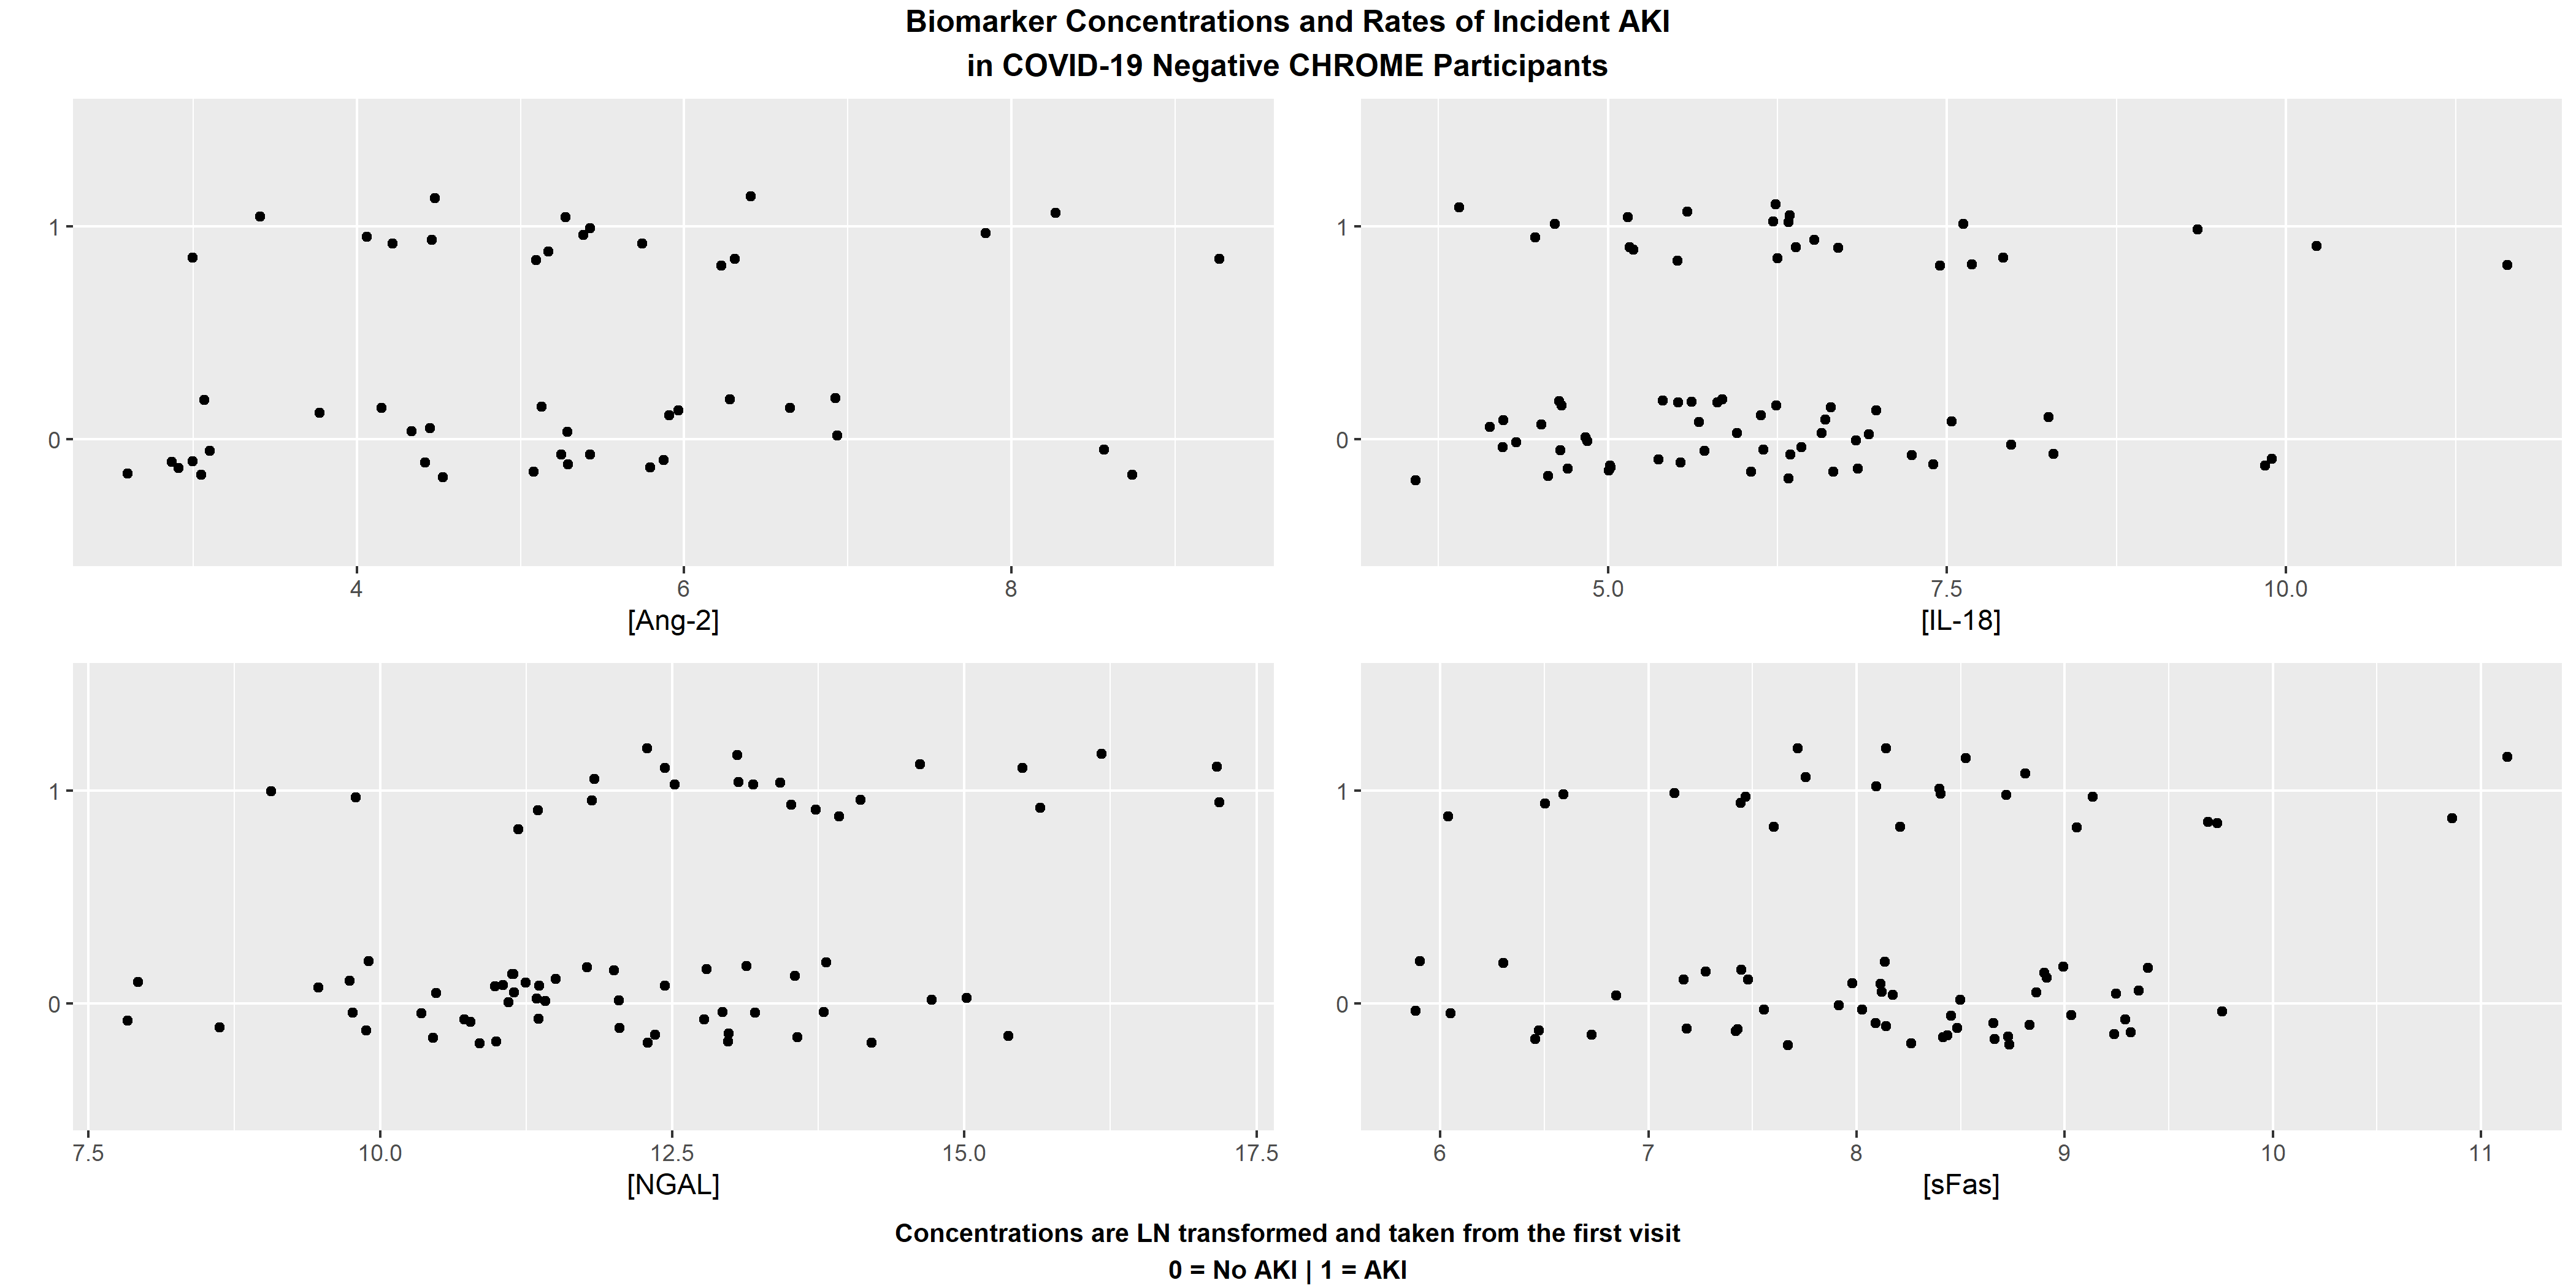 Biomarker Concentrations and Rates of Incident AKI
in COVID-19 Negative CHROME Participants
1
0
4 6 8
[Ang-2]
1
0
5.0 7.5 10.0
[IL-18]
1
0
7.5 10.0 12.5 15.0 17.5
[NGAL]
1
0
6 7 8 9 10 11
[sFas]
Concentrations are LN transformed and taken from the first visit
0 = No AKI | 1 = AKI